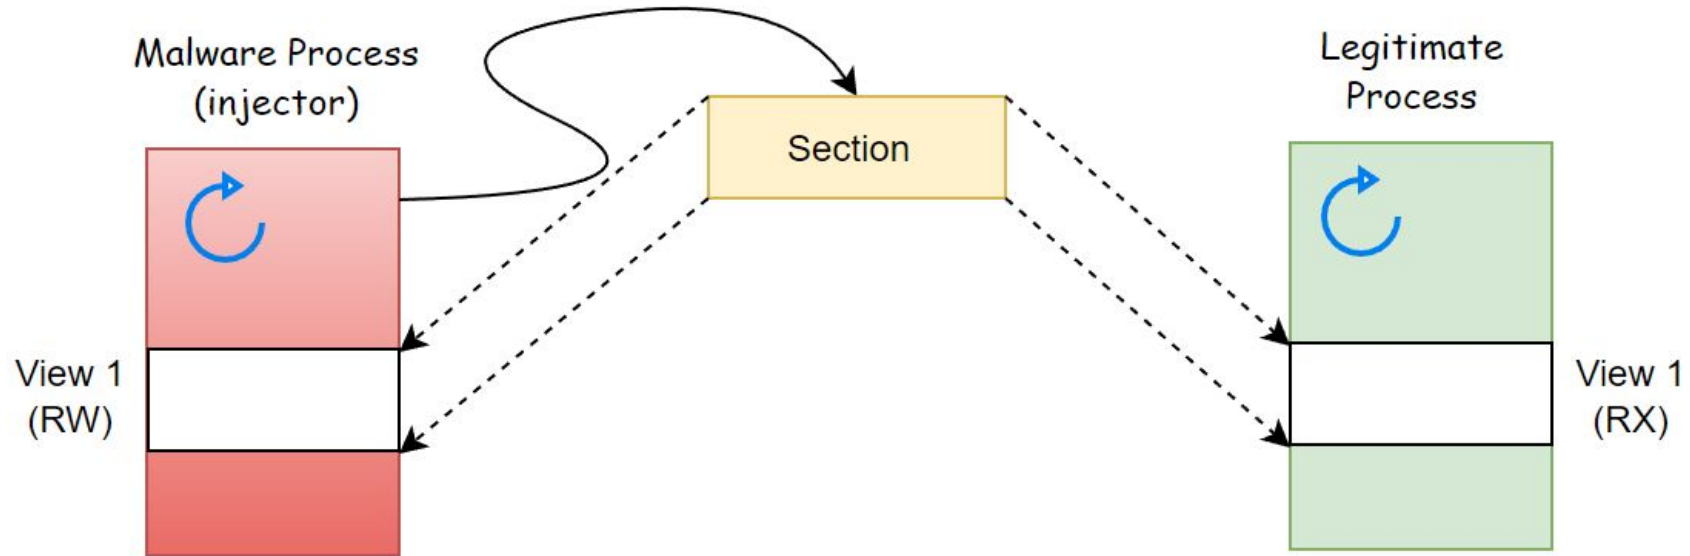 Malware Process
(injector)
Section
Legitimate
Process
View 1
(RW)
View 1
(RX)